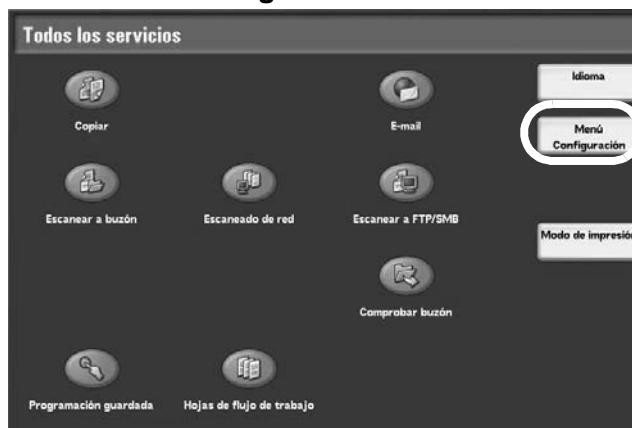 Todos los servicios
Idioma
Copiar
E-mail
Menú
Configuración
Escanear a buzón
Escaneado de red
Escanear a FTP/SMB
Modo de impresión
Comprobar buzón
Programación guardada
Hojas de flujo de trabajo